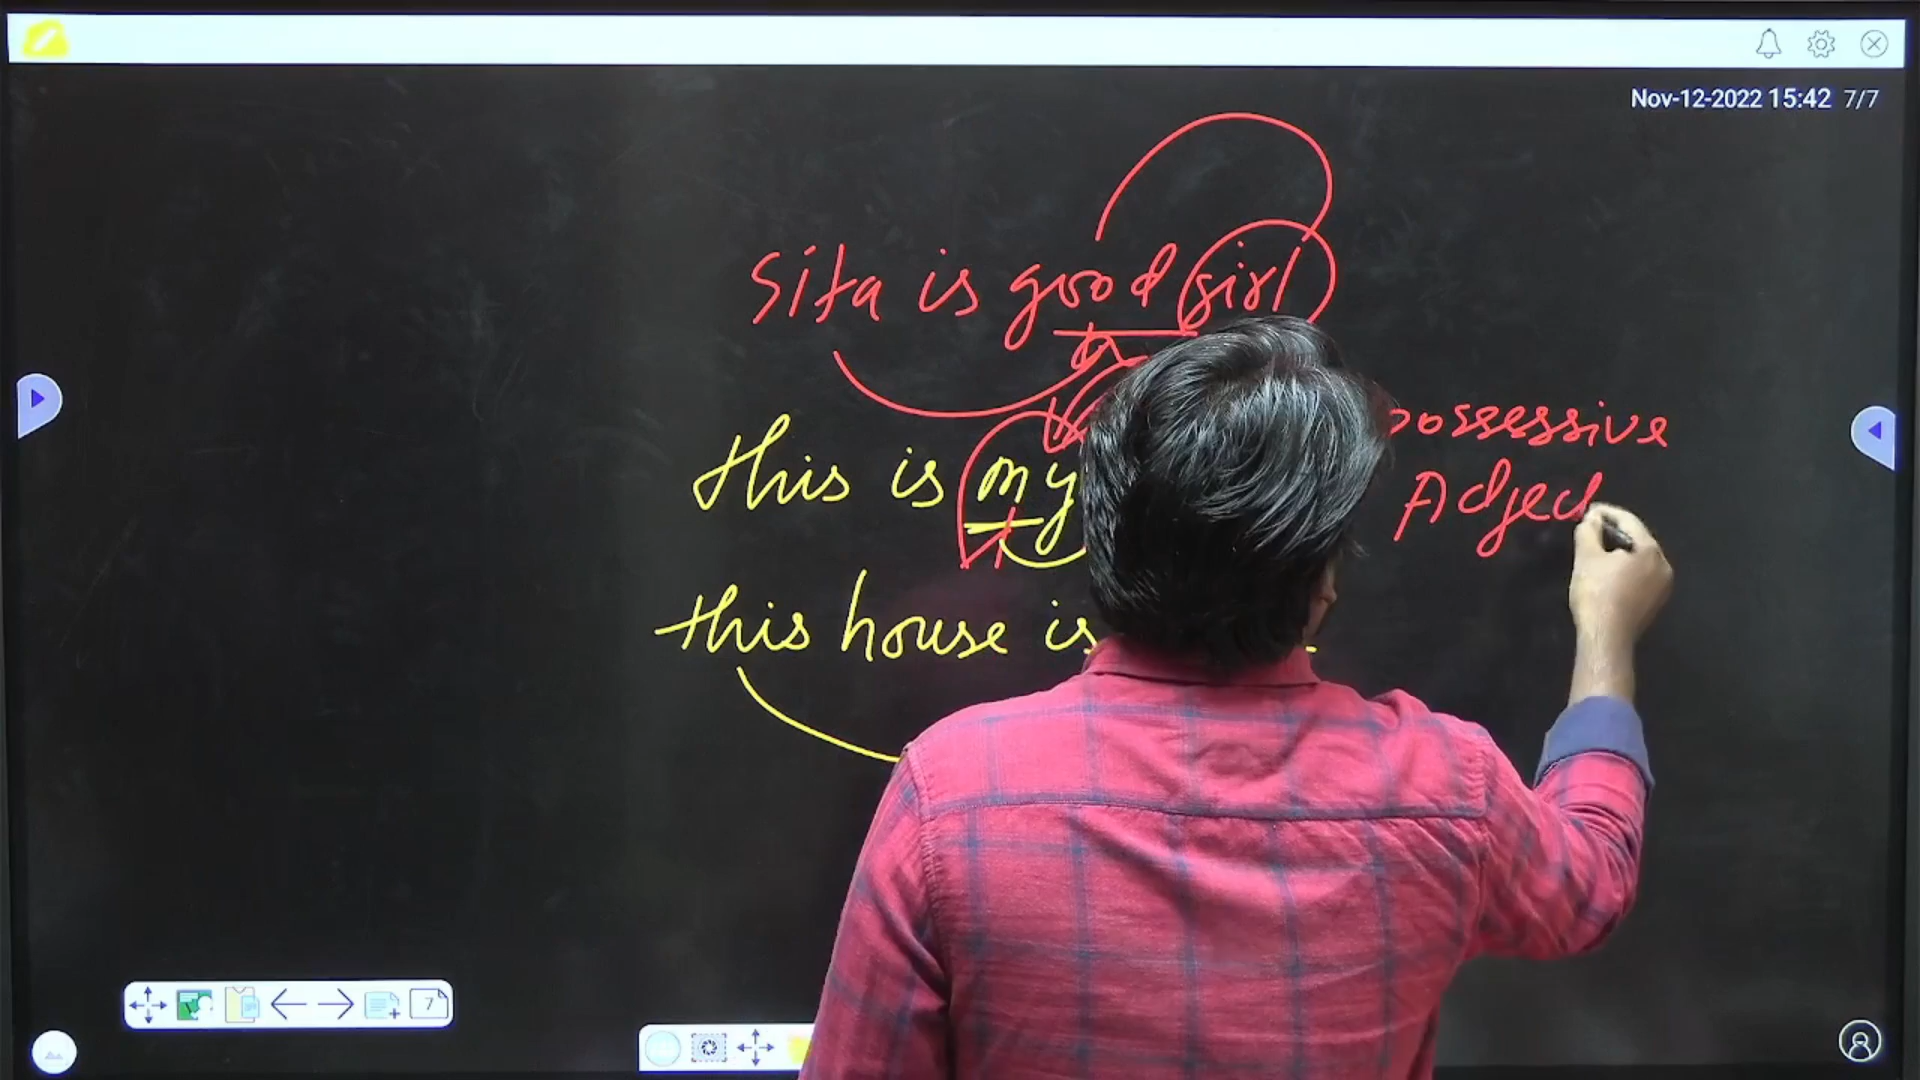 Nov-12-2022 15:42 7/7
Sita is good girl
possessive
Adject
this is my
this house is
7